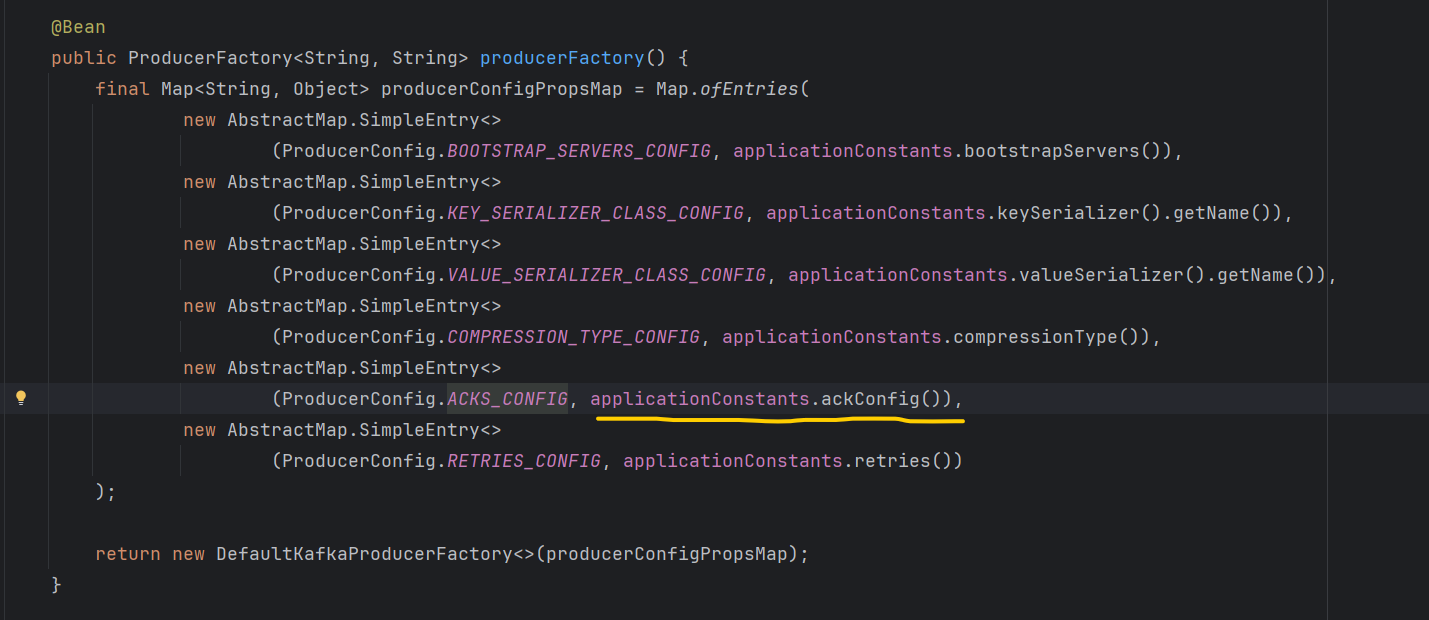 @Bean
public ProducerFactory<String, String> producerFactory() {
final Map<String, Object> producerConfigPropsMap = Map.ofEntries(
new AbstractMap.SimpleEntry<>
(ProducerConfig.BOOTSTRAP_SERVERS_CONFIG, applicationConstants.bootstrapServers()),
new AbstractMap.SimpleEntry<>
(ProducerConfig.KEY_SERIALIZER_CLASS_CONFIG, applicationConstants.keySerializer().getName()),
new AbstractMap.SimpleEntry<>
(ProducerConfig.VALUE_SERIALIZER_CLASS_CONFIG, applicationConstants.valueSerializer().getName()),
new AbstractMap.SimpleEntry<>
(ProducerConfig.COMPRESSION_TYPE_CONFIG, applicationConstants.compressionType()),
new AbstractMap.SimpleEntry<>
(ProducerConfig.ACKS_CONFIG, applicationConstants.ackConfig()),
new AbstractMap.SimpleEntry<>
(ProducerConfig.RETRIES_CONFIG, applicationConstants.retries())
);
return new DefaultKafkaProducerFactory<>(producerConfigPropsMap);
}